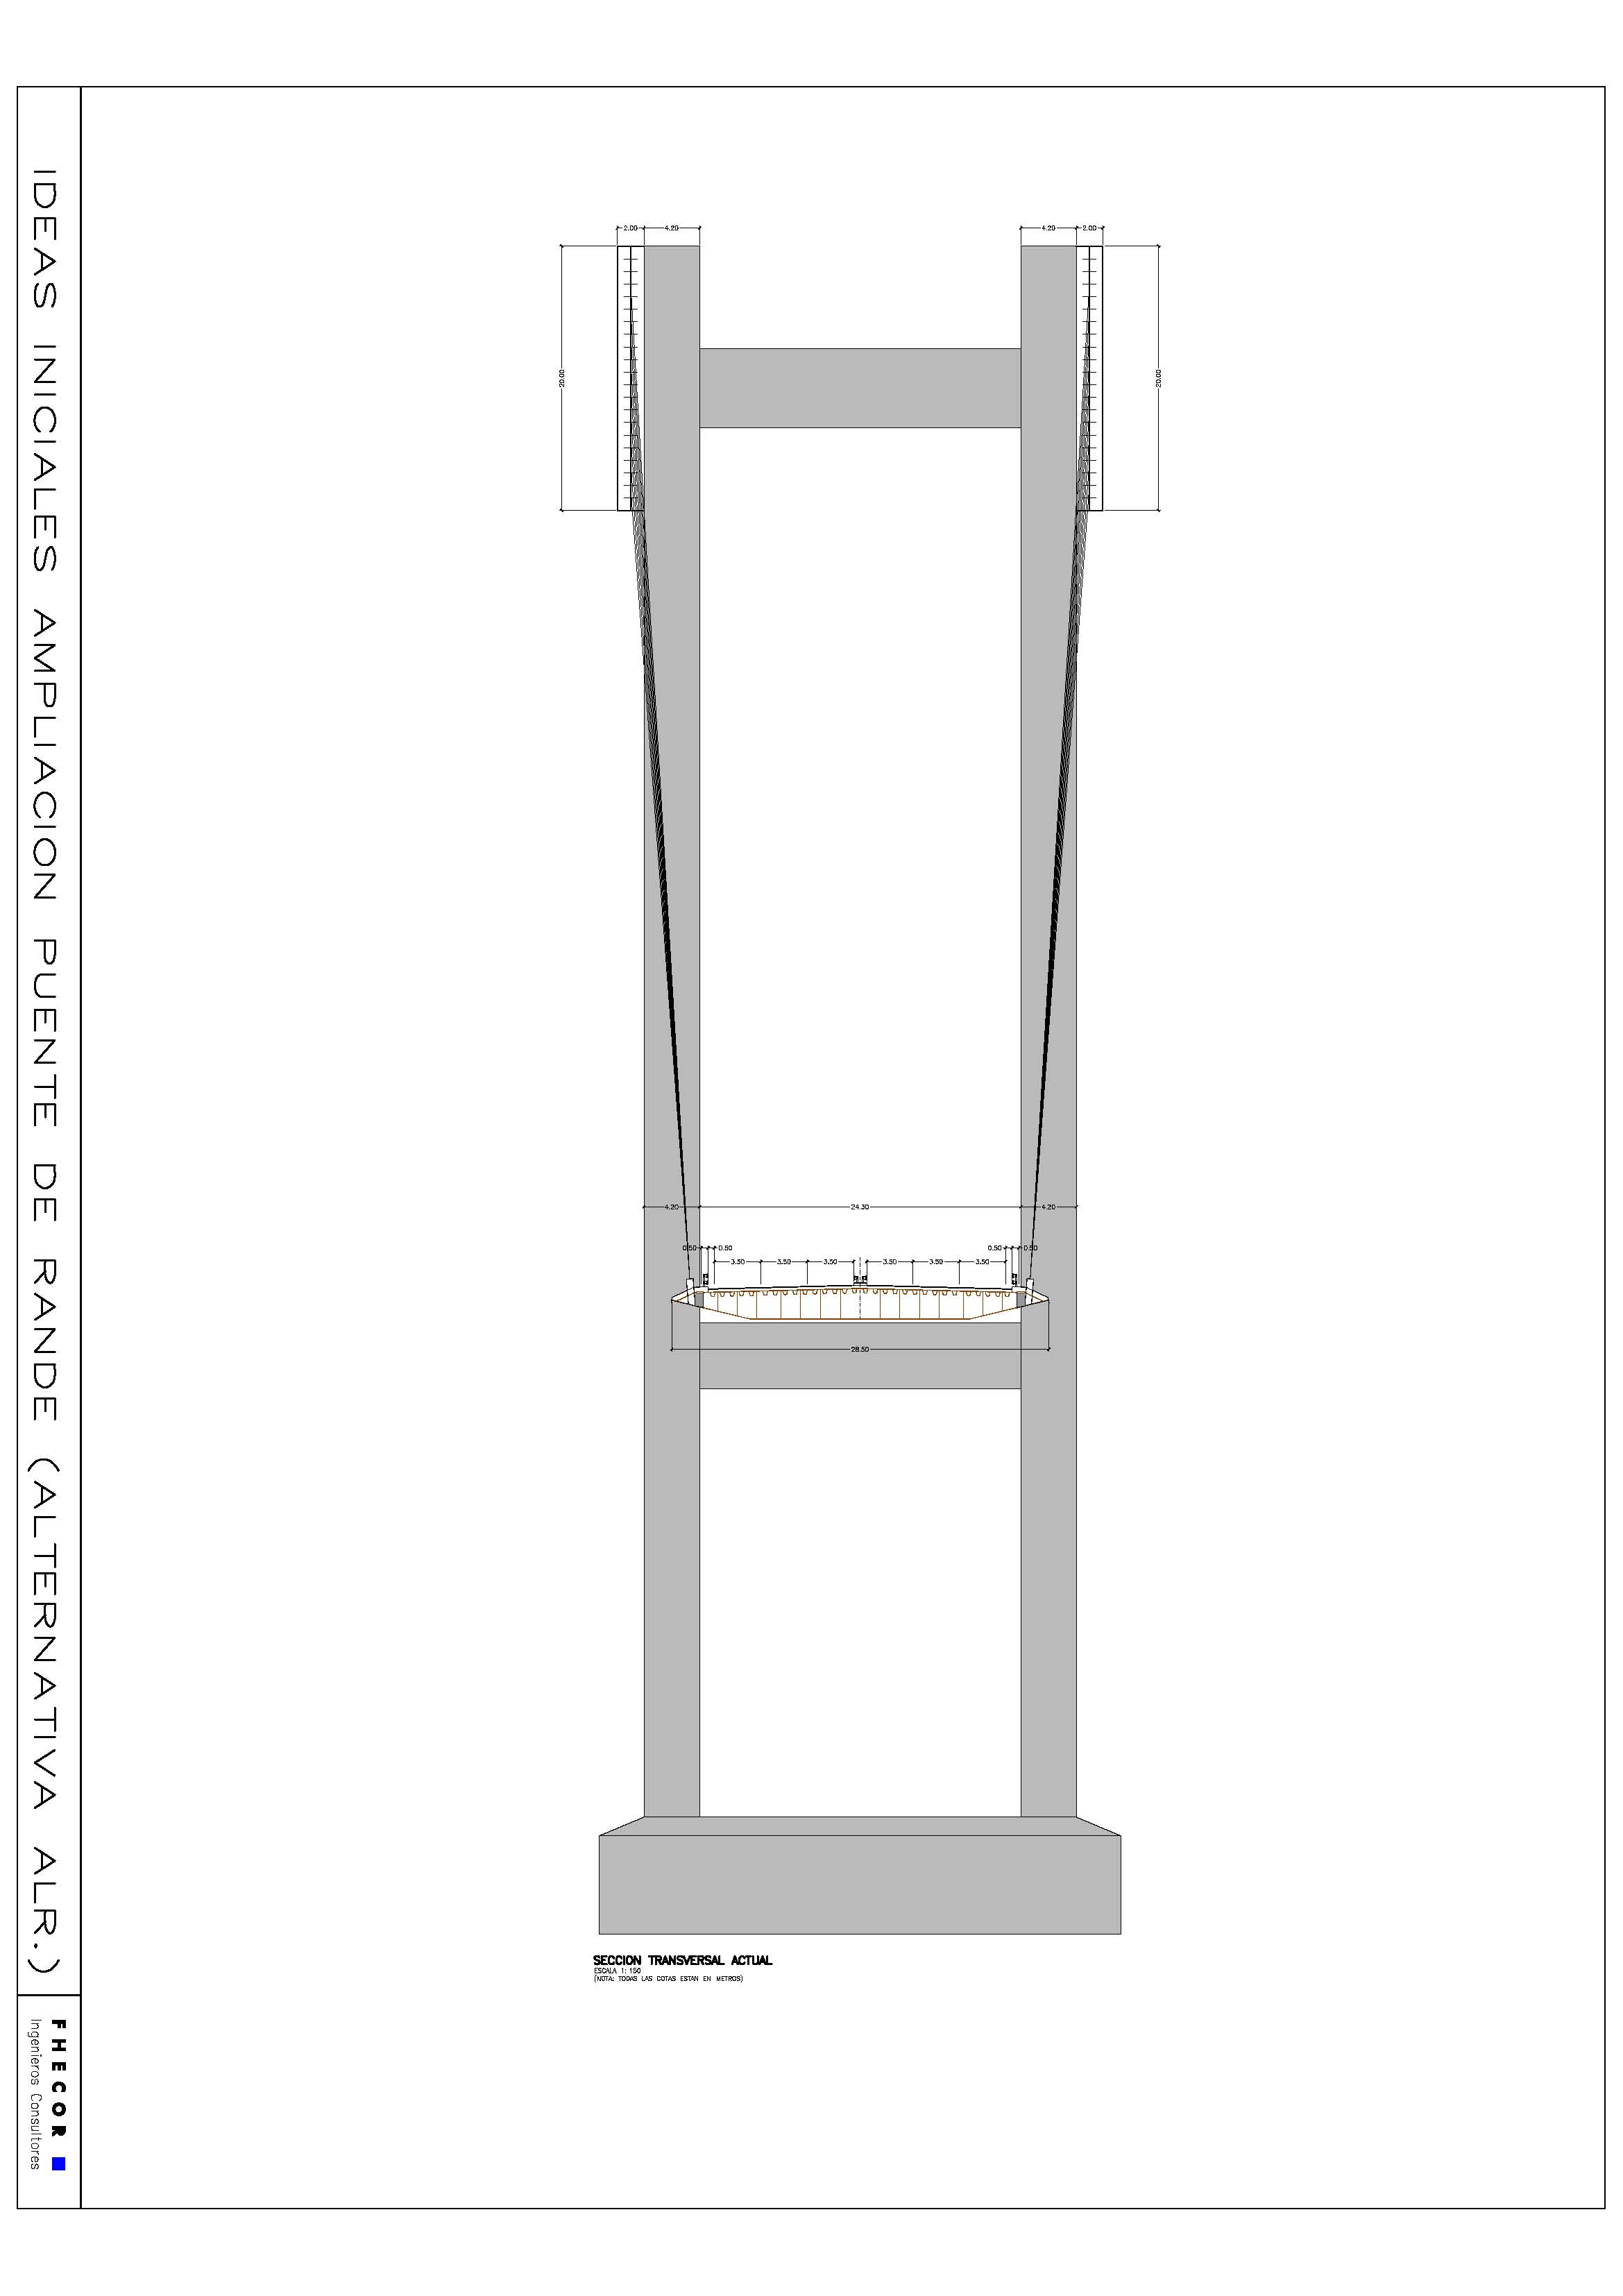 IDEAS INICIALES AMPLIACION PUENTE DE RANDE (ALTERNATIVA ALR.)
FHECOR
Ingenieros Consultores
2.00 4.20 4.20 2.00
20.00 20.00
4.20 24.30 4.20
0.50 0.50 0.50 0.50
3.50 3.50 3.50 3.50 3.50 3.50
28.50
SECCION TRANSVERSAL ACTUAL
ESCALA 1: 150
(NOTA: TODAS LAS COTAS ESTAN EN METROS)